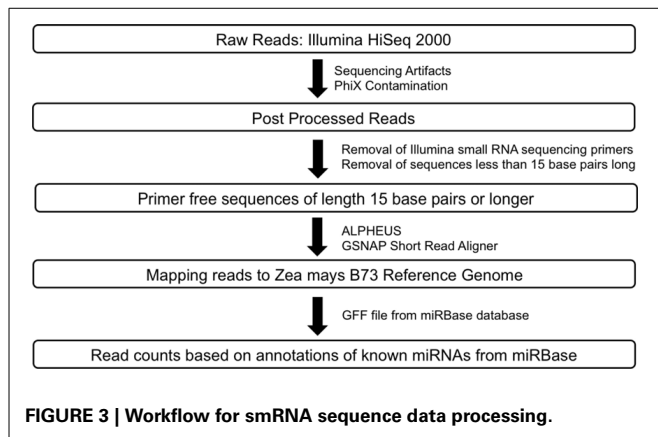 Raw Reads: Illumina HiSeq 2000
Sequencing Artifacts
PhiX Contamination
Post Processed Reads
Removal of Illumina small RNA sequencing primers
Removal of sequences less than 15 base pairs long
Primer free sequences of length 15 base pairs or longer
ALPHEUS
GSNAP Short Read Aligner
Mapping reads to Zea mays B73 Reference Genome
GFF file from miRBase database
Read counts based on annotations of known miRNAs from miRBase
FIGURE 3 | Workflow for smRNA sequence data processing.